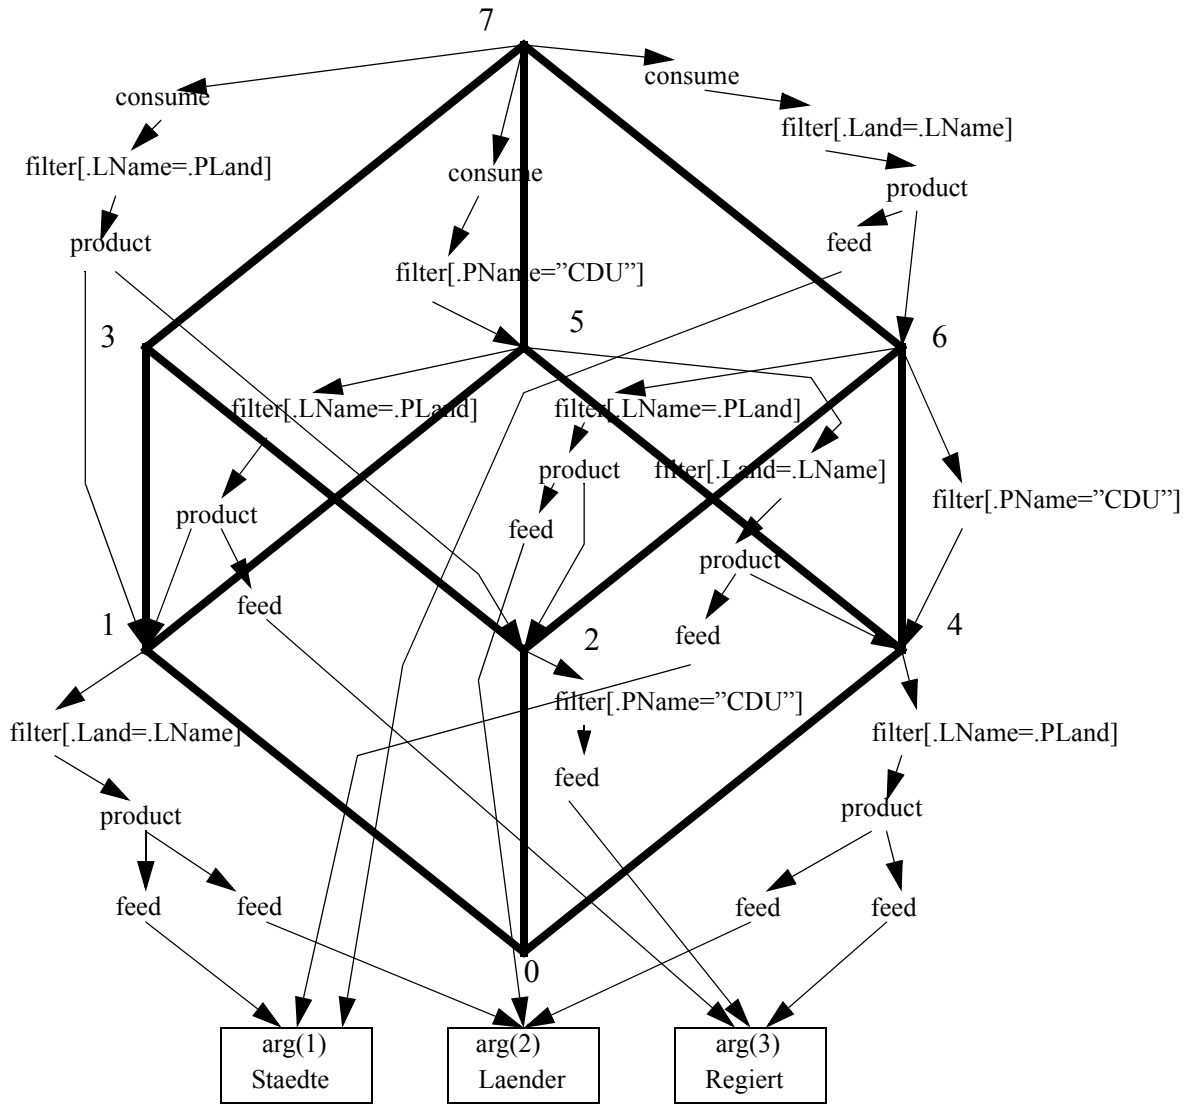 7
consume
consume
filter[.Land=.LName]
filter[.LName=.PLand]
consume
product
product
feed
filter[.PName=”CDU”]
3
5
6
filter[.LName=.PLand]
filter[.LName=.PLand]
product
filter[.Land=.LName]
filter[.PName=”CDU”]
product
feed
product
feed
1
2
4
feed
filter[.PName=”CDU”]
filter[.Land=.LName]
filter[.LName=.PLand]
feed
product
product
feed
feed
feed
feed
0
arg(1)
Staedte
arg(2)
Laender
arg(3)
Regiert